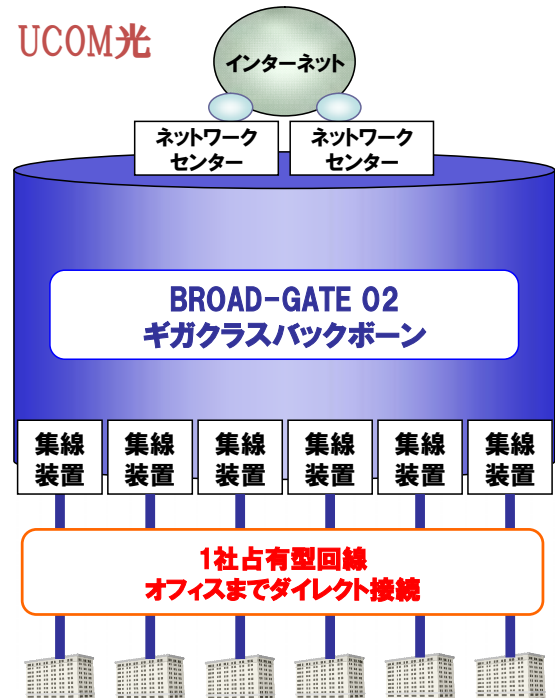 UCOM光
インターネット
ネットワーク
センター
ネットワーク
センター
BROAD-GATE 02
ギガクラスバックボーン
集線
装置
集線
装置
集線
装置
集線
装置
集線
装置
集線
装置
1社占有型回線
オフィスまでダイレクト接続